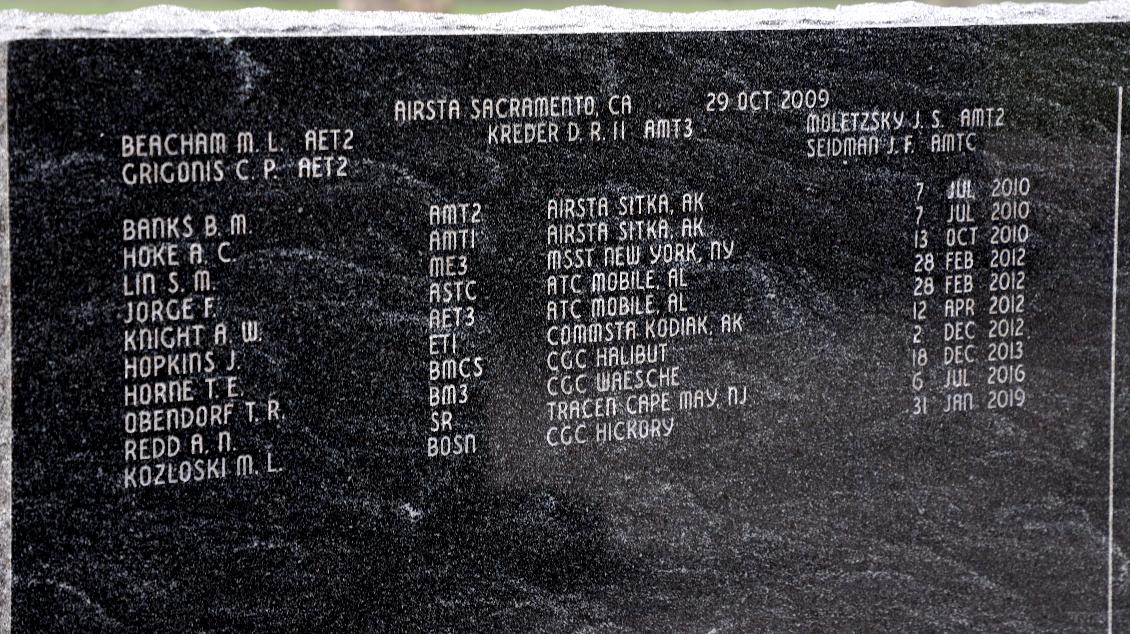 AIRSTA SACRAMENTO, CA 29 OCT 2009
BEACHAM M. L. AET2 KREDER D. R. II AMT3 MOLETZSKY J. S. AMT2
GRIGONIS C. P. AET2 SEIDMAN J. F. AMTC
BANKS B. M. AMT2 AIRSTA SITKA, AK 7 JUL 2010
HOKE A. C. AMT1 AIRSTA SITKA, AK 7 JUL 2010
LIN S. M. ME3 MSST NEW YORK, NY 13 OCT 2010
JORGE F. ASTC ATC MOBILE, AL 28 FEB 2012
KNIGHT A. W. AET3 ATC MOBILE, AL 28 FEB 2012
HOPKINS J. ET1 COMMSTA KODIAK, AK 12 APR 2012
HORNE T. E. BMCS CGC HALIBUT 2 DEC 2012
OBENDORF T. R. BM3 CGC WAESCHE 18 DEC 2013
REDD A. N. SR TRACEN CAPE MAY, NJ 6 JUL 2016
KOZLOSKI M. L. BOSN CGC HICKORY 31 JAN 2019